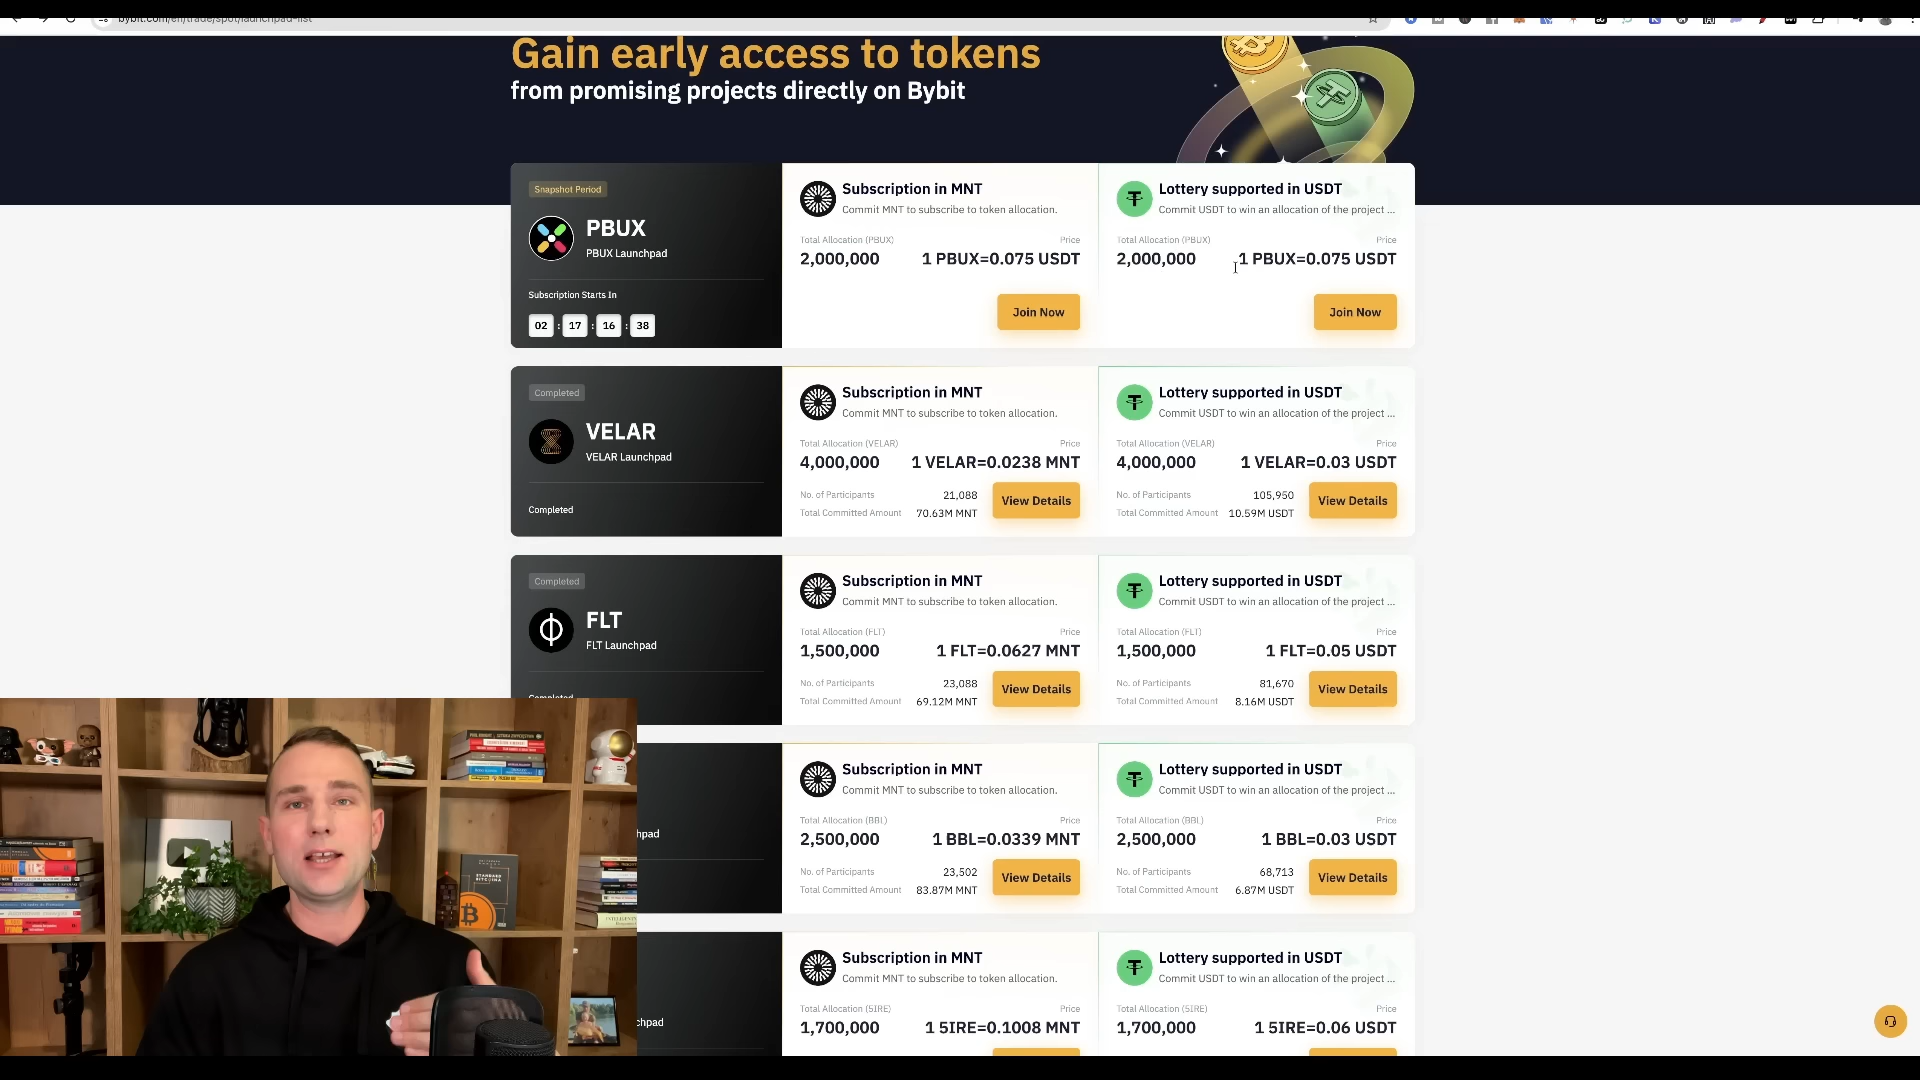 bybit.com/en/trade/spot/launchpad-list
Gain early access to tokens
from promising projects directly on Bybit
Snapshot Period
PBUX
PBUX Launchpad
Subscription Starts In
02 : 17 : 16 : 38
Subscription in MNT
Commit MNT to subscribe to token allocation.
Total Allocation (PBUX) Price
2,000,000 1 PBUX=0.075 USDT
Join Now
Lottery supported in USDT
Commit USDT to win an allocation of the project ...
Total Allocation (PBUX) Price
2,000,000 1 PBUX=0.075 USDT
Join Now
Completed
VELAR
VELAR Launchpad
Completed
Subscription in MNT
Commit MNT to subscribe to token allocation.
Total Allocation (VELAR) Price
4,000,000 1 VELAR=0.0238 MNT
No. of Participants 21,088
Total Committed Amount 70.63M MNT
View Details
Lottery supported in USDT
Commit USDT to win an allocation of the project ...
Total Allocation (VELAR) Price
4,000,000 1 VELAR=0.03 USDT
No. of Participants 105,950
Total Committed Amount 10.59M USDT
View Details
Completed
FLT
FLT Launchpad
Completed
Subscription in MNT
Commit MNT to subscribe to token allocation.
Total Allocation (FLT) Price
1,500,000 1 FLT=0.0627 MNT
No. of Participants 23,088
Total Committed Amount 69.12M MNT
View Details
Lottery supported in USDT
Commit USDT to win an allocation of the project ...
Total Allocation (FLT) Price
1,500,000 1 FLT=0.05 USDT
No. of Participants 81,670
Total Committed Amount 8.16M USDT
View Details
hpad
Subscription in MNT
Commit MNT to subscribe to token allocation.
Total Allocation (BBL) Price
2,500,000 1 BBL=0.0339 MNT
No. of Participants 23,502
Total Committed Amount 83.87M MNT
View Details
Lottery supported in USDT
Commit USDT to win an allocation of the project ...
Total Allocation (BBL) Price
2,500,000 1 BBL=0.03 USDT
No. of Participants 68,713
Total Committed Amount 6.87M USDT
View Details
chpad
Subscription in MNT
Commit MNT to subscribe to token allocation.
Total Allocation (5IRE) Price
1,700,000 1 5IRE=0.1008 MNT
Lottery supported in USDT
Commit USDT to win an allocation of the project ...
Total Allocation (5IRE) Price
1,700,000 1 5IRE=0.06 USDT
STANDARD
BITCOINA